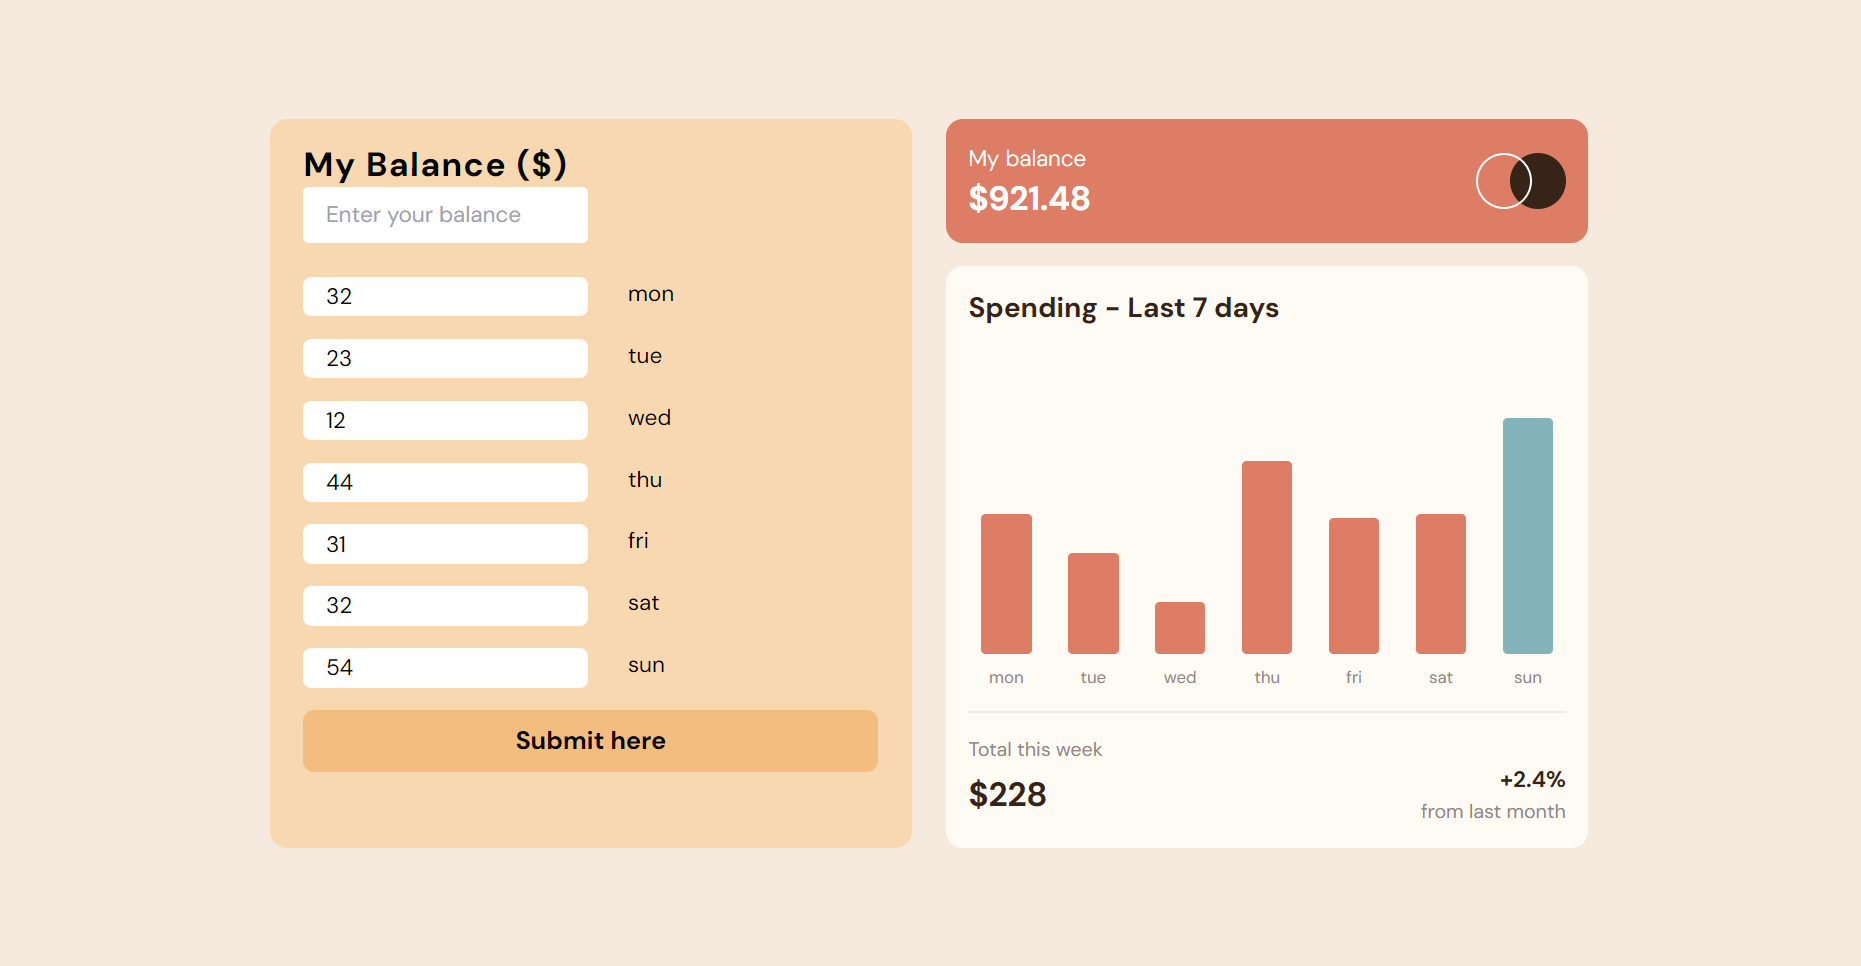 My Balance ($)
Enter your balance
32 mon
23 tue
12 wed
44 thu
31 fri
32 sat
54 sun
Submit here
My balance
$921.48
Spending - Last 7 days
mon tue wed thu fri sat sun
Total this week
$228
+2.4%
from last month